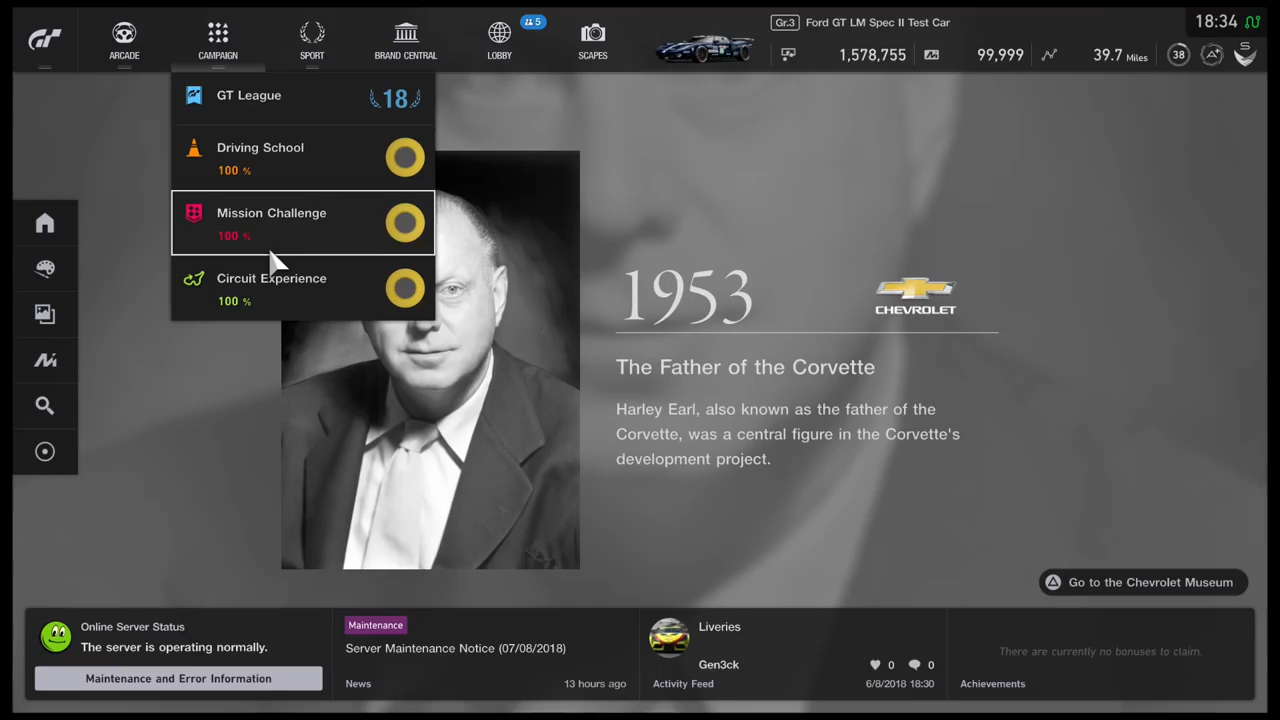 ARCADE
CAMPAIGN
SPORT
BRAND CENTRAL
LOBBY
5
SCAPES
Gr.3 Ford GT LM Spec II Test Car
1,578,755
99,999
39.7 Miles
38
S
18:34
GT League
18
Driving School
100 %
Mission Challenge
100 %
Circuit Experience
100 %
1953
CHEVROLET
The Father of the Corvette
Harley Earl, also known as the father of the
Corvette, was a central figure in the Corvette's
development project.
Go to the Chevrolet Museum
Online Server Status
The server is operating normally.
Maintenance and Error Information
Maintenance
Server Maintenance Notice (07/08/2018)
News
13 hours ago
Liveries
Gen3ck
0
0
Activity Feed
6/8/2018 18:30
There are currently no bonuses to claim.
Achievements